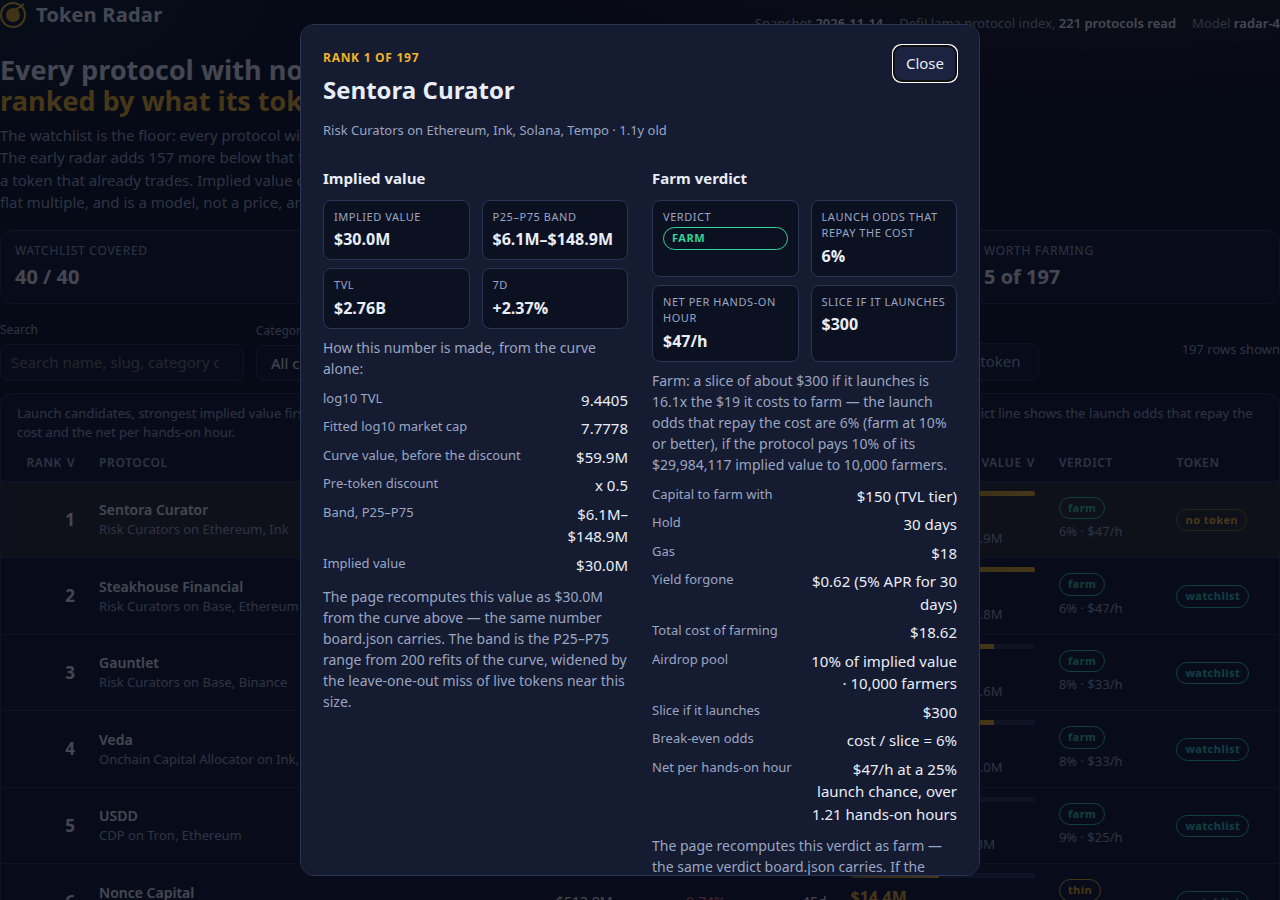 Token Radar
Snapshot 2026-11-14 DefiLlama protocol index, 221 protocols read Model radar-4
Every protocol with no
ranked by what its tok
The watchlist is the floor: every protocol wi
The early radar adds 157 more below that
a token that already trades. Implied value
flat multiple, and is a model, not a price, an
WATCHLIST COVERED
40 / 40
WORTH FARMING
5 of 197
Search
Categor
Search name, slug, category c
All c
token
197 rows shown
Launch candidates, strongest implied value firs
ict line shows the launch odds that repay the
cost and the net per hands-on hour.
RANK V PROTOCOL VALUE V VERDICT TOKEN
1 Sentora Curator farm no token
Risk Curators on Ethereum, Ink .9M 6% · $47/h
2 Steakhouse Financial farm watchlist
Risk Curators on Base, Ethereum .8M 6% · $47/h
3 Gauntlet farm watchlist
Risk Curators on Base, Binance .6M 8% · $33/h
4 Veda farm watchlist
Onchain Capital Allocator on Ink, .0M 8% · $33/h
5 USDD farm watchlist
CDP on Tron, Ethereum 9% · $25/h
Nonce Capital thin
$14.4M
RANK 1 OF 197
Close
Sentora Curator
Risk Curators on Ethereum, Ink, Solana, Tempo · 1.1y old
Implied value
IMPLIED VALUE
$30.0M
P25–P75 BAND
$6.1M–$148.9M
TVL
$2.76B
7D
+2.37%
How this number is made, from the curve
alone:
log10 TVL 9.4405
Fitted log10 market cap 7.7778
Curve value, before the discount $59.9M
Pre-token discount x 0.5
Band, P25–P75 $6.1M–
$148.9M
Implied value $30.0M
The page recomputes this value as $30.0M
from the curve above — the same number
board.json carries. The band is the P25–P75
range from 200 refits of the curve, widened by
the leave-one-out miss of live tokens near this
size.
Farm verdict
VERDICT
FARM
LAUNCH ODDS THAT
REPAY THE COST
6%
NET PER HANDS-ON
HOUR
$47/h
SLICE IF IT LAUNCHES
$300
Farm: a slice of about $300 if it launches is
16.1x the $19 it costs to farm — the launch
odds that repay the cost are 6% (farm at 10%
or better), if the protocol pays 10% of its
$29,984,117 implied value to 10,000 farmers.
Capital to farm with $150 (TVL tier)
Hold 30 days
Gas $18
Yield forgone $0.62 (5% APR for 30
days)
Total cost of farming $18.62
Airdrop pool 10% of implied value
· 10,000 farmers
Slice if it launches $300
Break-even odds cost / slice = 6%
Net per hands-on hour $47/h at a 25%
launch chance, over
1.21 hands-on hours
The page recomputes this verdict as farm —
the same verdict board.json carries. If the